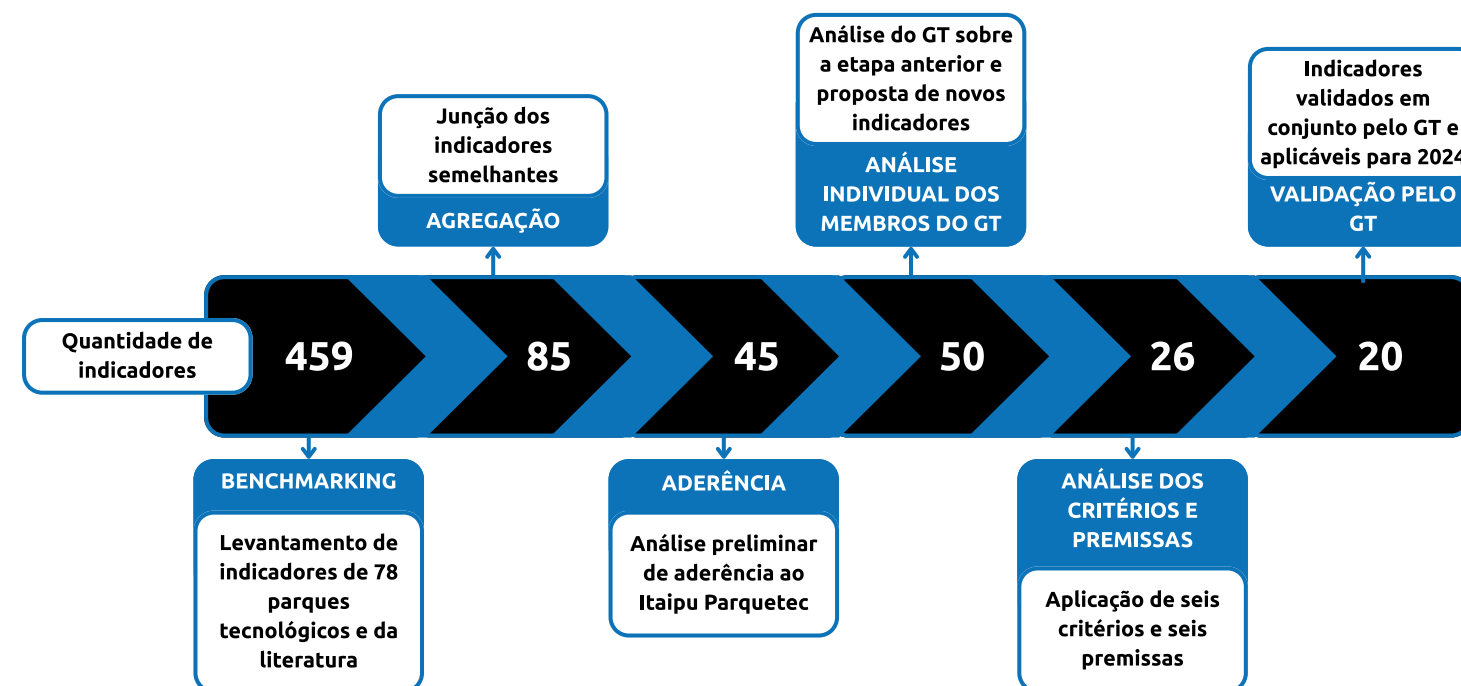 Análise do GT sobre
a etapa anterior e
proposta de novos
indicadores
ANÁLISE
INDIVIDUAL DOS
MEMBROS DO GT
Indicadores
validados em
conjunto pelo GT e
aplicáveis para 2024
VALIDAÇÃO PELO
GT
Junção dos
indicadores
semelhantes
AGREGAÇÃO
Quantidade de
indicadores
459
85
45
50
26
20
BENCHMARKING
Levantamento de
indicadores de 78
parques
tecnológicos e da
literatura
ADERÊNCIA
Análise preliminar
de aderência ao
Itaipu Parquetec
ANÁLISE DOS
CRITÉRIOS E
PREMISSAS
Aplicação de seis
critérios e seis
premissas